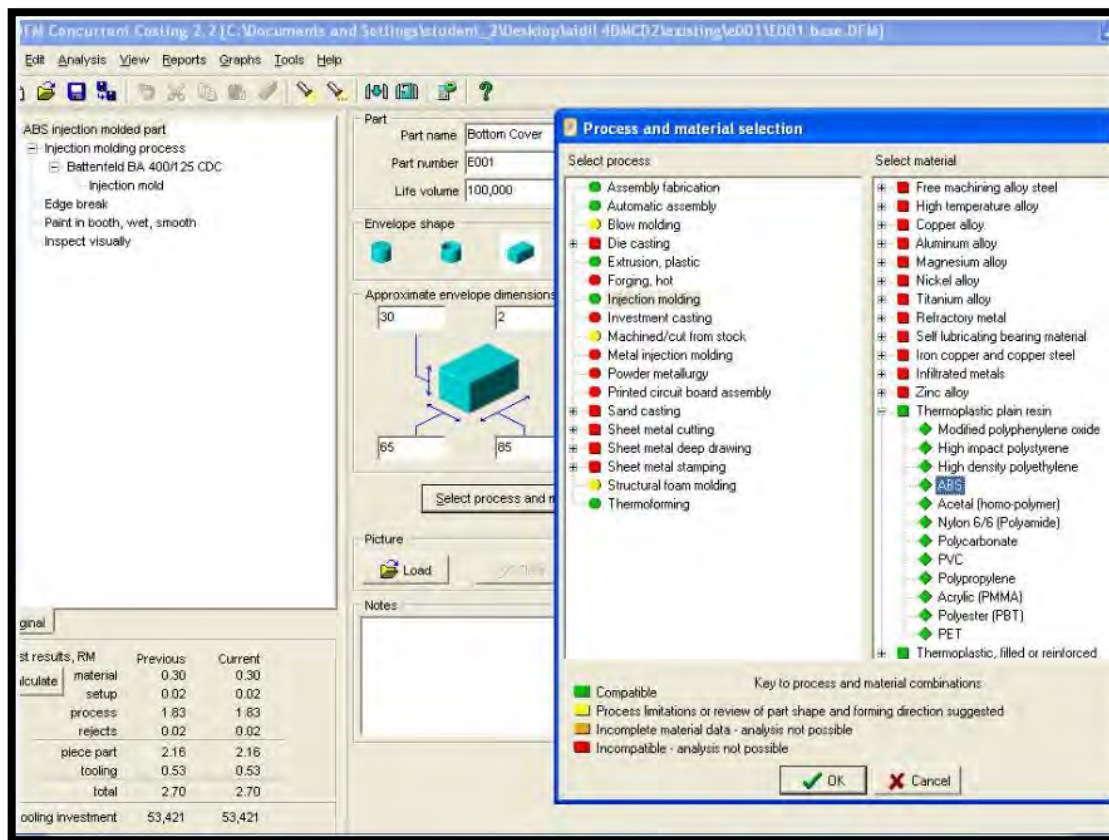 DFM Concurrent Costing 2.2 [C:\Documents and Settings\student_2\Desktop\aidil 4BMCD2\existing\e001\E001 base.DFM]
Edit Analysis View Reports Graphs Tools Help
ABS injection molded part
Injection molding process
Battenfeld BA 400/125 CDC
Injection mold
Edge break
Paint in booth, wet, smooth
Inspect visually
ginal
st results, RM Previous Current
alculate material 0.30 0.30
setup 0.02 0.02
process 1.83 1.83
rejects 0.02 0.02
piece part 2.16 2.16
tooling 0.53 0.53
total 2.70 2.70
ooling investment 53,421 53,421
Part
Part name Bottom Cover
Part number E001
Life volume 100,000
Envelope shape
Approximate envelope dimensions
30 2
65 85
Select process and m
Picture
Load Clear
Notes
Process and material selection
Select process
Assembly fabrication
Automatic assembly
Blow molding
Die casting
Extrusion, plastic
Forging, hot
Injection molding
Investment casting
Machined/cut from stock
Metal injection molding
Powder metallurgy
Printed circuit board assembly
Sand casting
Sheet metal cutting
Sheet metal deep drawing
Sheet metal stamping
Structural foam molding
Thermoforming
Select material
Free machining alloy steel
High temperature alloy
Copper alloy
Aluminum alloy
Magnesium alloy
Nickel alloy
Titanium alloy
Refractory metal
Self lubricating bearing material
Iron copper and copper steel
Infiltrated metals
Zinc alloy
Thermoplastic plain resin
Modified polyphenylene oxide
High impact polystyrene
High density polyethylene
ABS
Acetal (homo-polymer)
Nylon 6/6 (Polyamide)
Polycarbonate
PVC
Polypropylene
Acrylic (PMMA)
Polyester (PBT)
PET
Thermoplastic, filled or reinforced
Key to process and material combinations
Compatible
Process limitations or review of part shape and forming direction suggested
Incomplete material data - analysis not possible
Incompatible - analysis not possible
OK Cancel